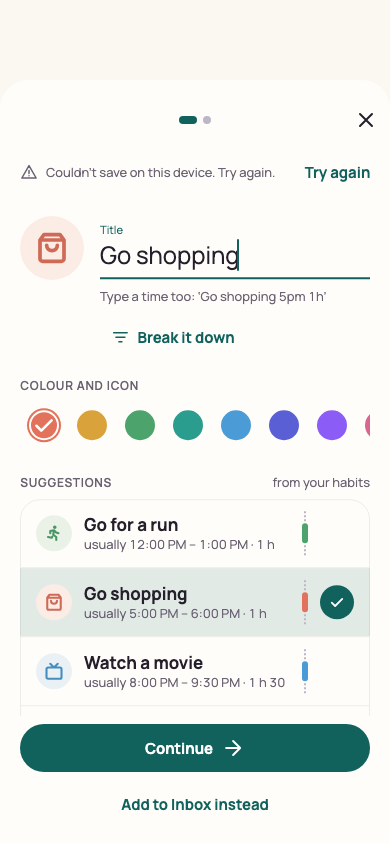 Couldn't save on this device. Try again.
Try again
Title
Go shopping
Type a time too: 'Go shopping 5pm 1h'
Break it down
COLOUR AND ICON
SUGGESTIONS
from your habits
Go for a run
usually 12:00 PM – 1:00 PM · 1 h
Go shopping
usually 5:00 PM – 6:00 PM · 1 h
Watch a movie
usually 8:00 PM – 9:30 PM · 1 h 30
Continue
Add to Inbox instead